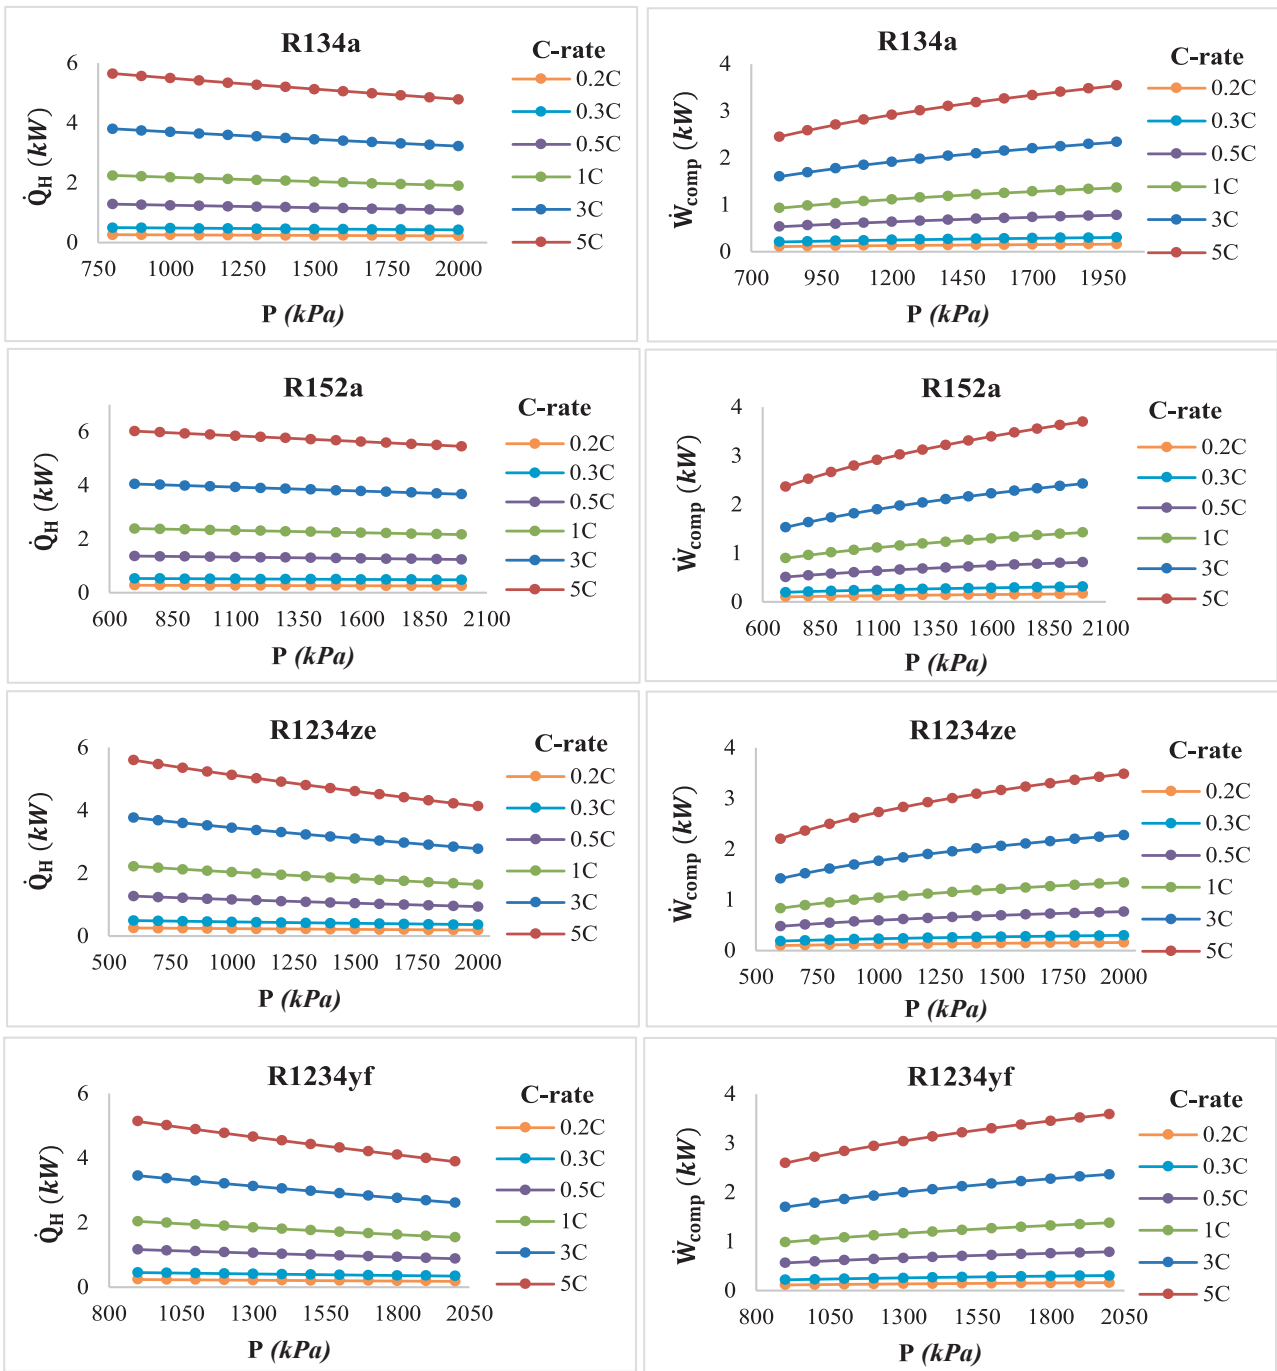 R134a
C-rate
6
4
2
0
Q̇H (kW)
0.2C
0.3C
0.5C
1C
3C
5C
750 1000 1250 1500 1750 2000
P (kPa)
R134a
C-rate
4
3
2
1
0
Ẇcomp (kW)
0.2C
0.3C
0.5C
1C
3C
5C
700 950 1200 1450 1700 1950
P (kPa)
R152a
C-rate
6
4
2
0
Q̇H (kW)
0.2C
0.3C
0.5C
1C
3C
5C
600 850 1100 1350 1600 1850 2100
P (kPa)
R152a
C-rate
4
3
2
1
0
Ẇcomp (kW)
0.2C
0.3C
0.5C
1C
3C
5C
600 850 1100 1350 1600 1850 2100
P (kPa)
R1234ze
C-rate
6
4
2
0
Q̇H (kW)
0.2C
0.3C
0.5C
1C
3C
5C
500 750 1000 1250 1500 1750 2000
P (kPa)
R1234ze
C-rate
4
3
2
1
0
Ẇcomp (kW)
0.2C
0.3C
0.5C
1C
3C
5C
500 750 1000 1250 1500 1750 2000
P (kPa)
R1234yf
C-rate
6
4
2
0
Q̇H (kW)
0.2C
0.3C
0.5C
1C
3C
5C
800 1050 1300 1550 1800 2050
P (kPa)
R1234yf
C-rate
4
3
2
1
0
Ẇcomp (kW)
0.2C
0.3C
0.5C
1C
3C
5C
800 1050 1300 1550 1800 2050
P (kPa)